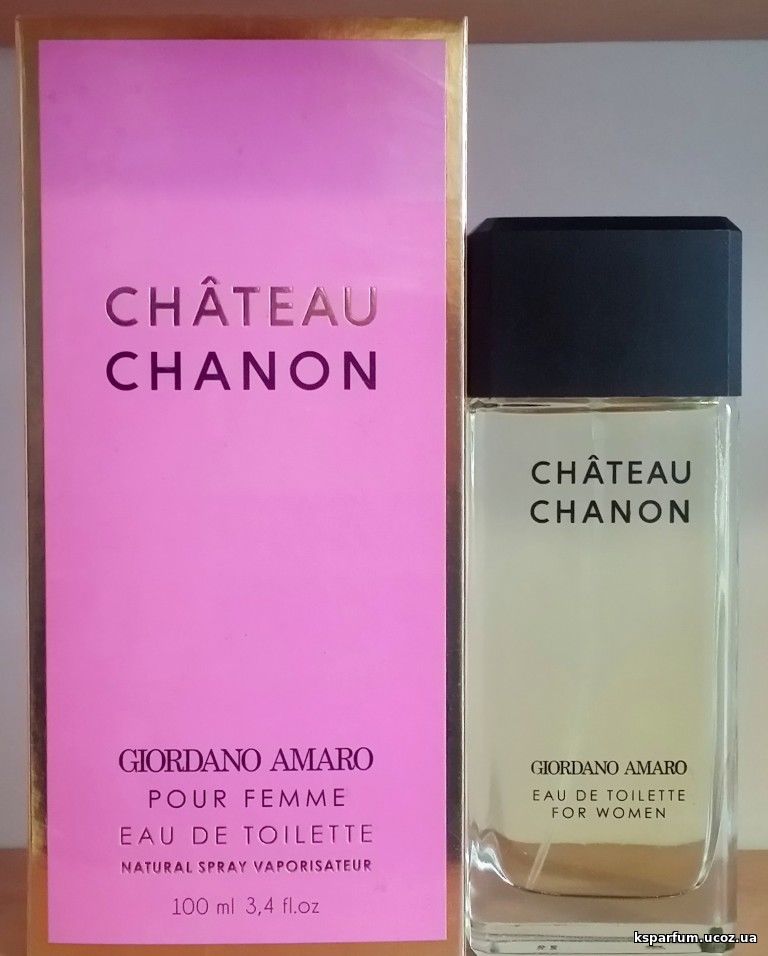 CHÂTEAU
CHANON
GIORDANO AMARO
POUR FEMME
EAU DE TOILETTE
NATURAL SPRAY VAPORISATEUR
100 ml 3,4 fl.oz
CHÂTEAU
CHANON
GIORDANO AMARO
EAU DE TOILETTE
FOR WOMEN
ksparfum.ucoz.ua